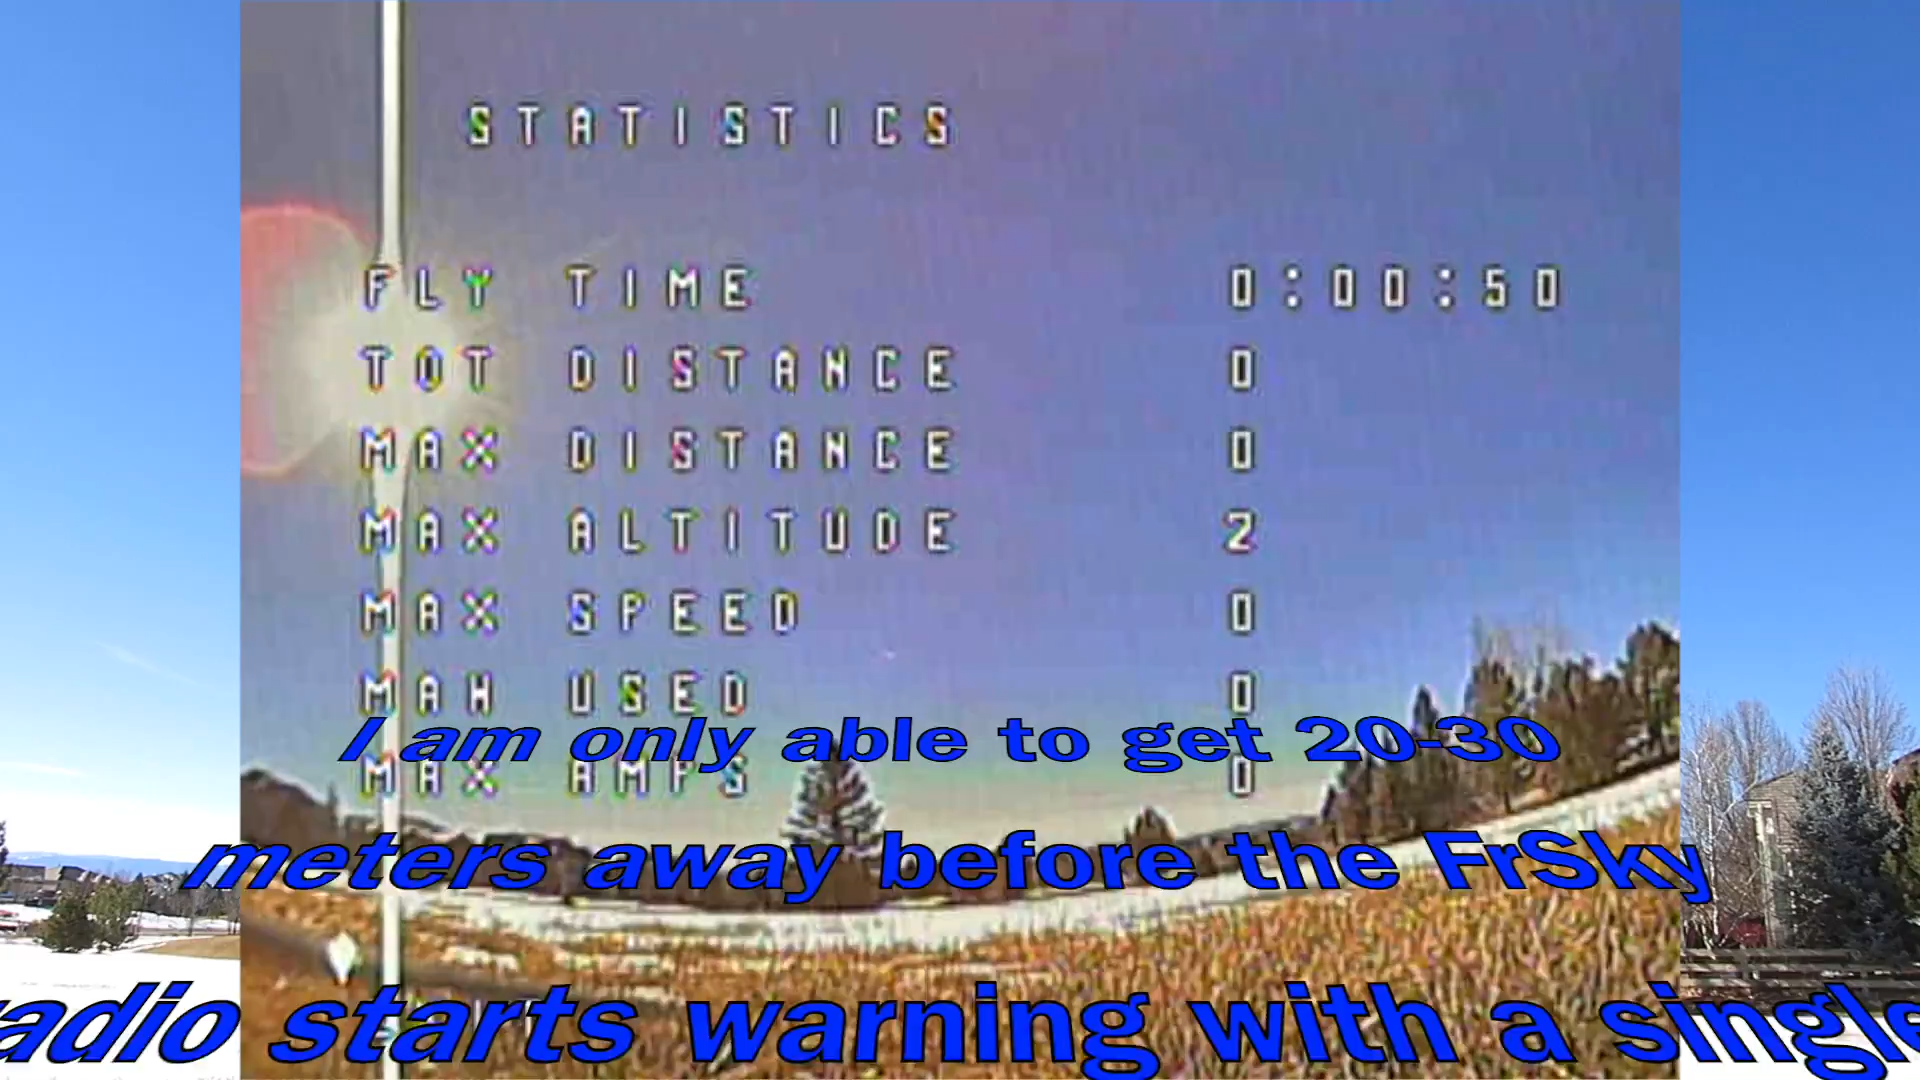 STATISTICS
FLY TIME 0:00:50
TOT DISTANCE 0
MAX DISTANCE 0
MAX ALTITUDE 2
MAX SPEED 0
MAH USED 0
I am only able to get 20-30
MAX AMPS 0
meters away before the FrSky
radio starts warning with a single